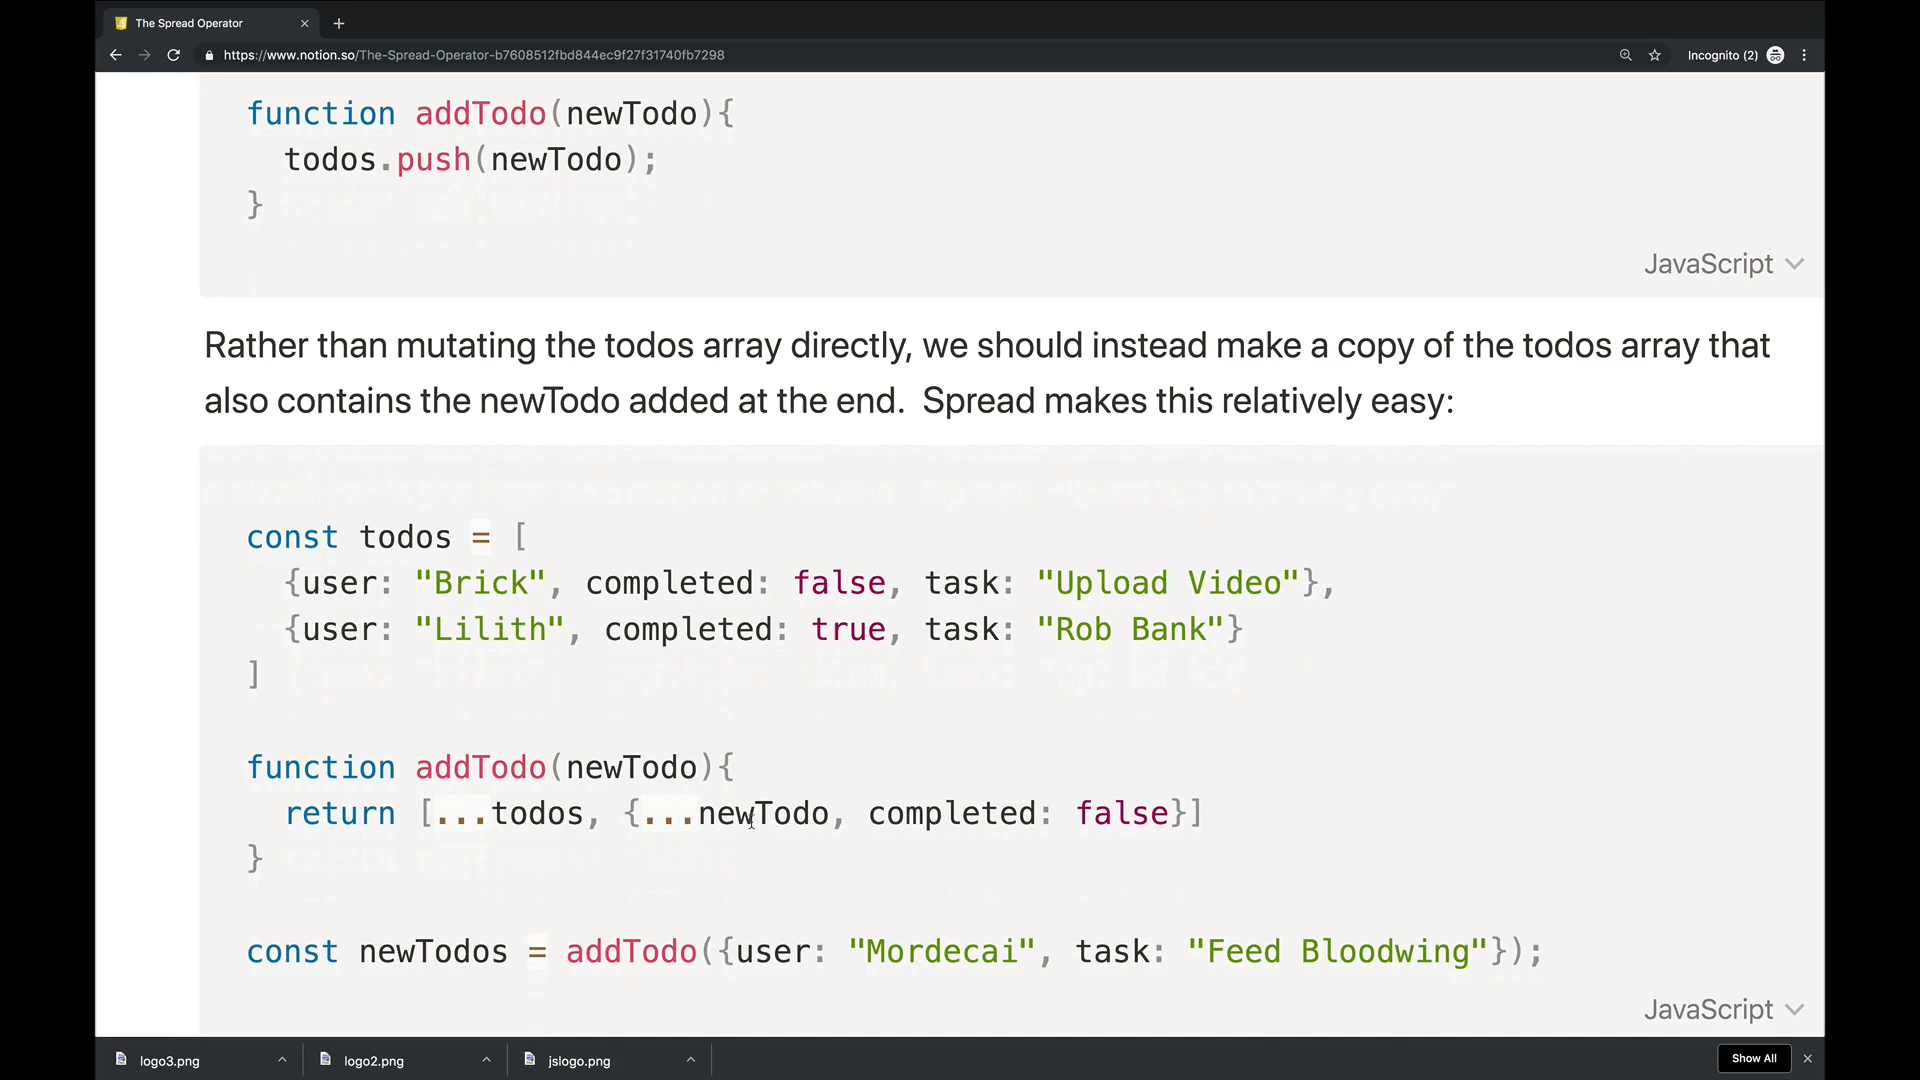 The Spread Operator
https://www.notion.so/The-Spread-Operator-b7608512fbd844ec9f27f31740fb7298
Incognito (2)
function addTodo(newTodo){
todos.push(newTodo);
}
JavaScript
Rather than mutating the todos array directly, we should instead make a copy of the todos array that
also contains the newTodo added at the end. Spread makes this relatively easy:
const todos = [
{user: "Brick", completed: false, task: "Upload Video"},
{user: "Lilith", completed: true, task: "Rob Bank"}
]
function addTodo(newTodo){
return [...todos, {...newTodo, completed: false}]
}
const newTodos = addTodo({user: "Mordecai", task: "Feed Bloodwing"});
JavaScript
logo3.png
logo2.png
jslogo.png
Show All